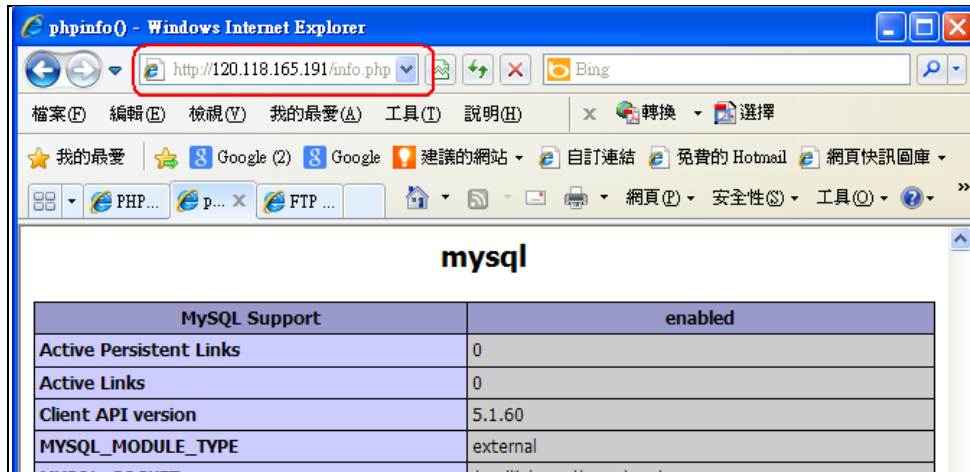 phpinfo() - Windows Internet Explorer
http://120.118.165.191/info.php
Bing
檔案(F) 編輯(E) 檢視(V) 我的最愛(A) 工具(T) 說明(H) x 轉換 選擇
我的最愛 Google (2) Google 建議的網站 自訂連結 免費的 Hotmail 網頁快訊圖庫
PHP... p... x FTP ... 網頁(P) 安全性(S) 工具(O) »
mysql
MySQL Support enabled
Active Persistent Links 0
Active Links 0
Client API version 5.1.60
MYSQL_MODULE_TYPE external